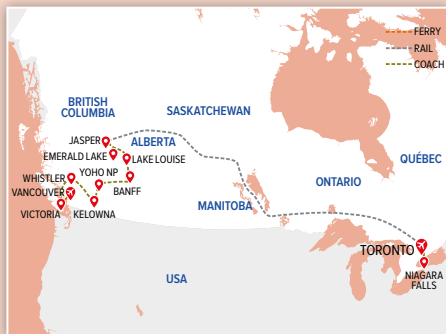 FERRY
RAIL
COACH
BRITISH
COLUMBIA
SASKATCHEWAN
JASPER
ALBERTA
EMERALD LAKE
LAKE LOUISE
QUÉBEC
WHISTLER
YOHO NP
ONTARIO
VANCOUVER
BANFF
MANITOBA
VICTORIA
KELOWNA
TORONTO
USA
NIAGARA
FALLS